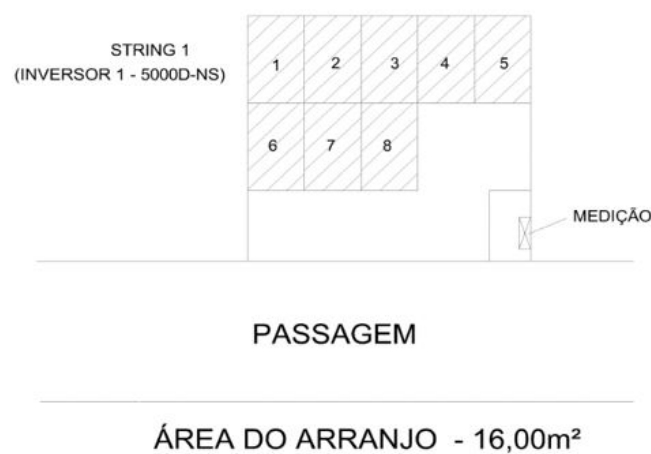 STRING 1
(INVERSOR 1 - 5000D-NS)
1 2 3 4 5
6 7 8
MEDIÇÃO
PASSAGEM
ÁREA DO ARRANJO - 16,00m²